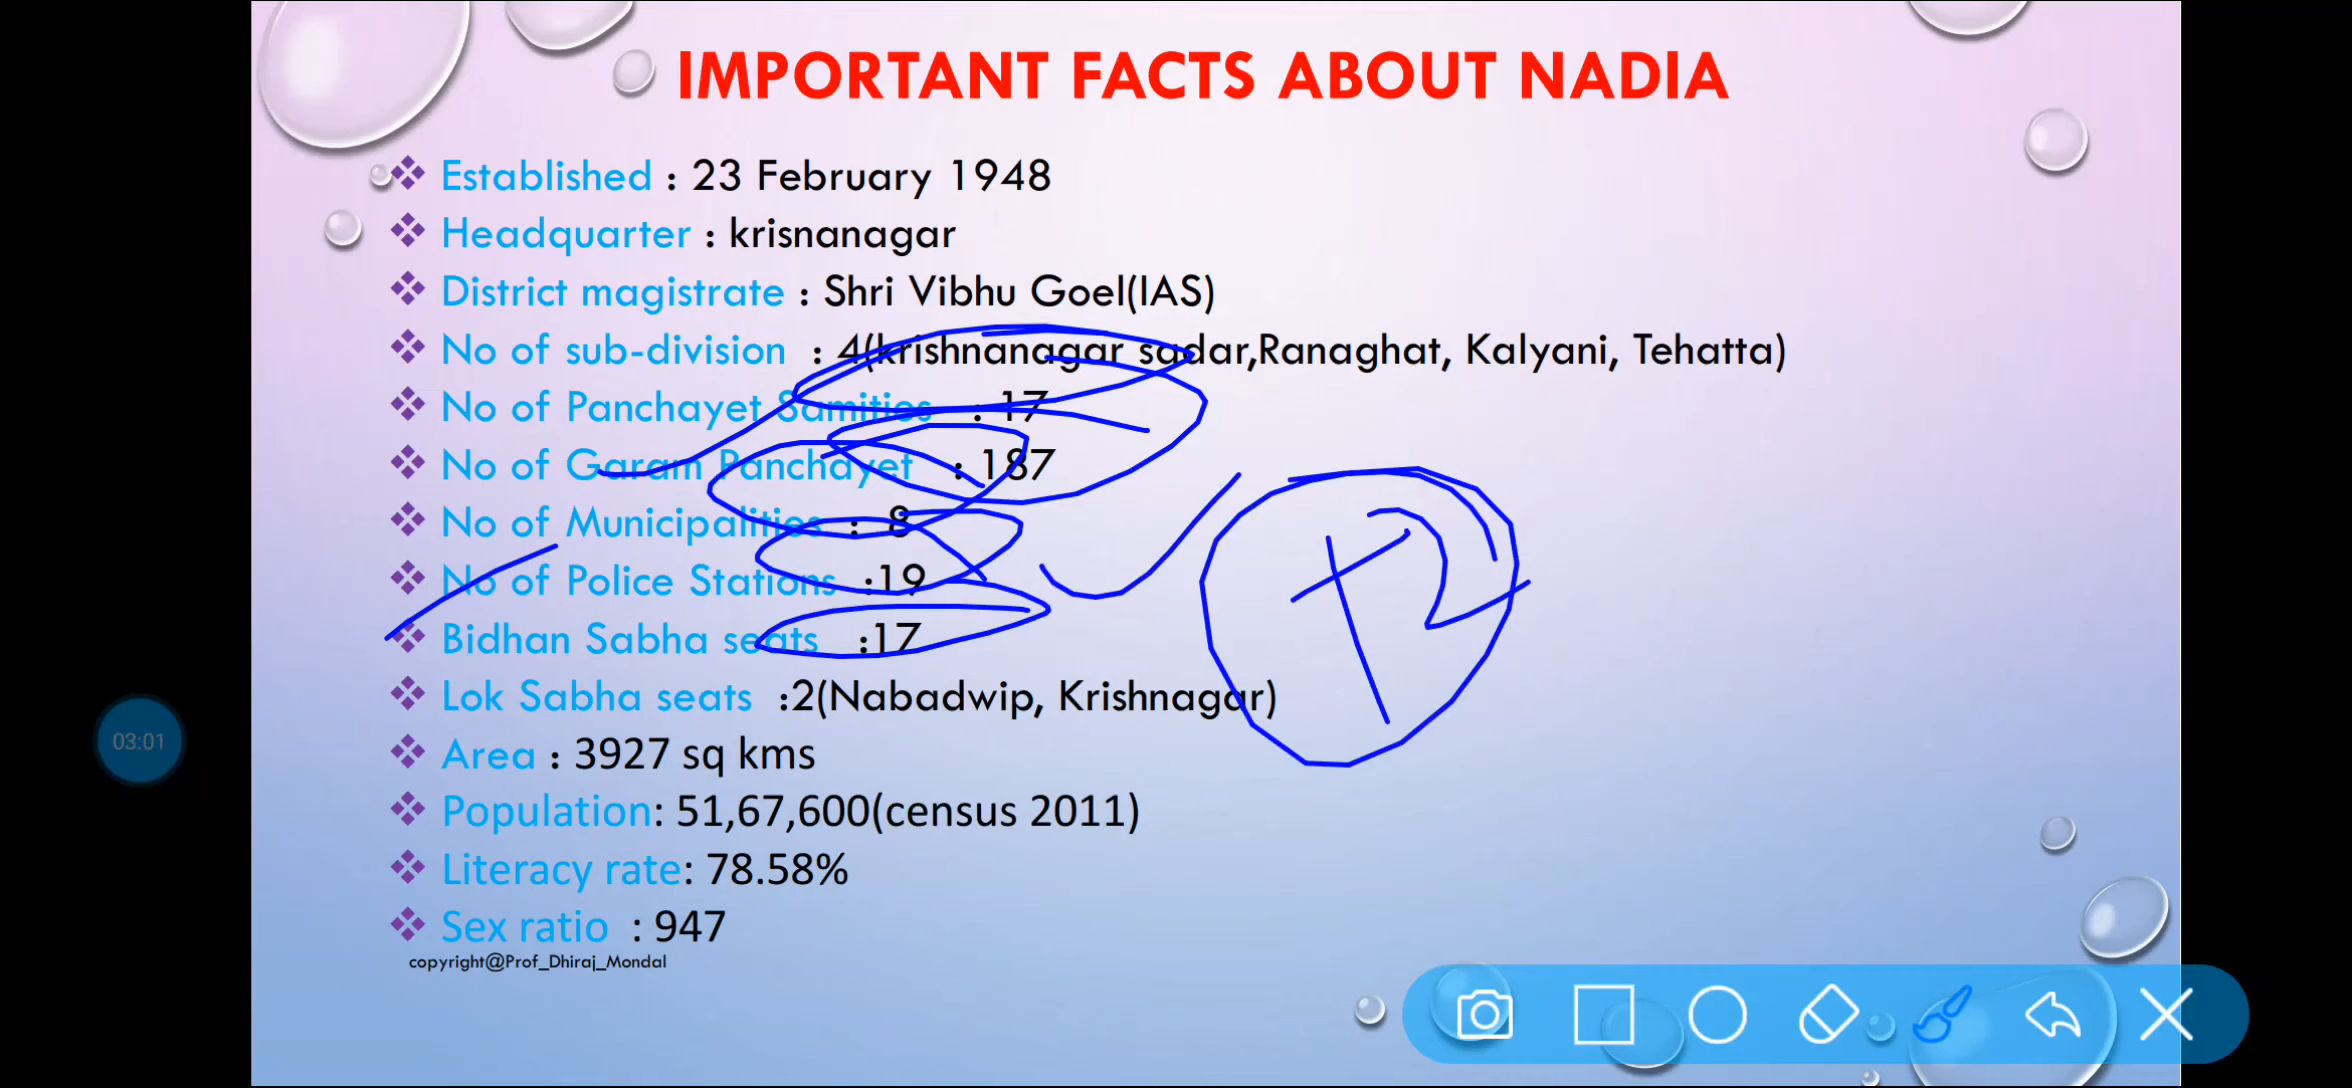 IMPORTANT FACTS ABOUT NADIA
Established : 23 February 1948
Headquarter : krisnanagar
District magistrate : Shri Vibhu Goel(IAS)
No of sub-division : 4(krishnanagar sadar,Ranaghat, Kalyani, Tehatta)
No of Panchayet Samities : 17
No of Garam Panchayet : 187
No of Municipalities : 8
No of Police Stations :19
Bidhan Sabha seats :17
Lok Sabha seats :2(Nabadwip, Krishnagar)
Area : 3927 sq kms
Population: 51,67,600(census 2011)
Literacy rate: 78.58%
Sex ratio : 947
copyright@Prof_Dhiraj_Mondal
03:01